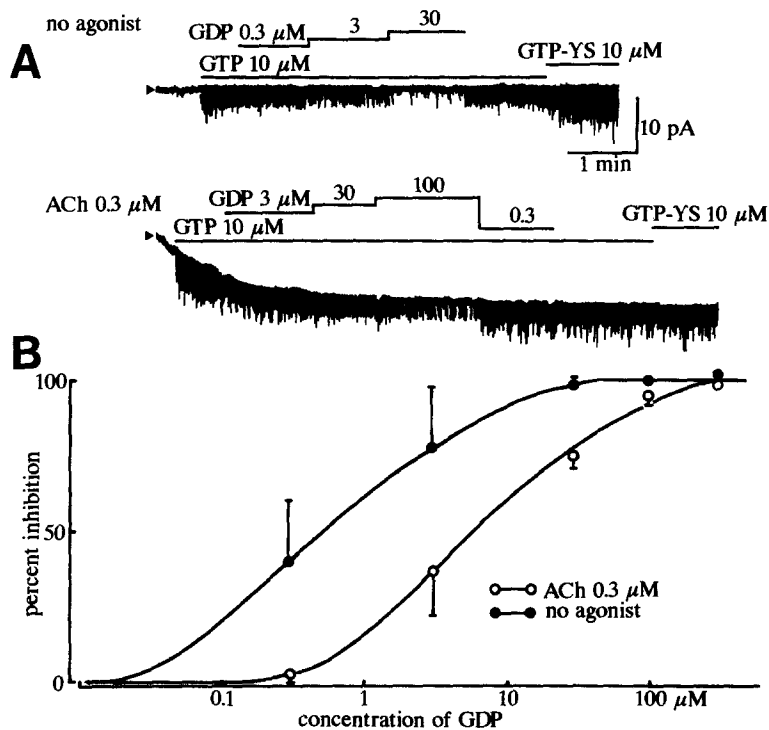 no agonist
GDP 0.3 μM
3
30
A
GTP 10 μM
GTP-YS 10 μM
10 pA
1 min
ACh 0.3 μM
GDP 3 μM
30
100
0.3
GTP 10 μM
GTP-YS 10 μM
B
100
50
0
percent inhibition
ACh 0.3 μM
no agonist
0.1
1
10
100 μM
concentration of GDP